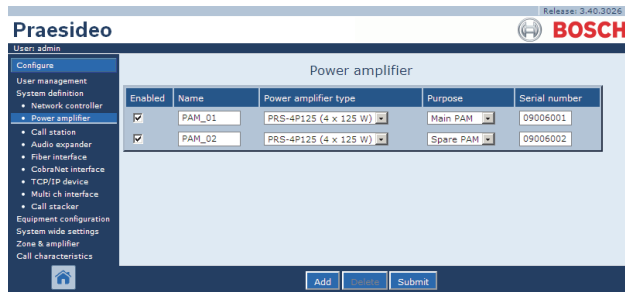 Release: 3.40.3026
Praesideo
BOSCH
User: admin
Configure
User management
System definition
• Network controller
• Power amplifier
• Call station
• Audio expander
• Fiber interface
• CobraNet interface
• TCP/IP device
• Multi ch interface
• Call stacker
Equipment configuration
System wide settings
Zone & amplifier
Call characteristics
Power amplifier
Enabled Name Power amplifier type Purpose Serial number
PAM_01 PRS-4P125 (4 x 125 W) Main PAM 09006001
PAM_02 PRS-4P125 (4 x 125 W) Spare PAM 09006002
Add Delete Submit